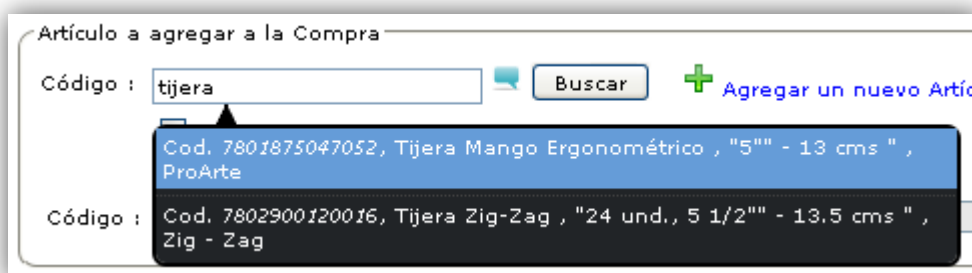 Artículo a agregar a la Compra
Código : tijera Buscar Agregar un nuevo Artíc
Cod. 7801875047052, Tijera Mango Ergonométrico , "5"" - 13 cms " ,
ProArte
Código : Cod. 7802900120016, Tijera Zig-Zag , "24 und., 5 1/2"" - 13.5 cms " ,
Zig - Zag